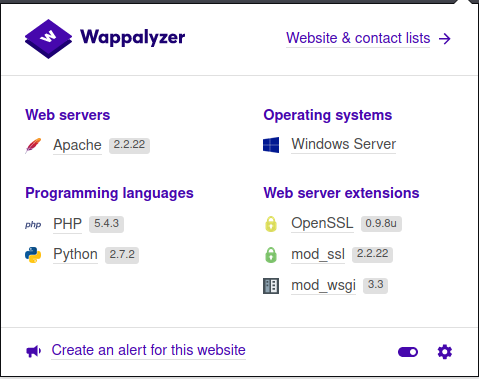 Wappalyzer
Website & contact lists
Web servers
Apache 2.2.22
Operating systems
Windows Server
Programming languages
php PHP 5.4.3
Python 2.7.2
Web server extensions
OpenSSL 0.9.8u
mod_ssl 2.2.22
mod_wsgi 3.3
Create an alert for this website